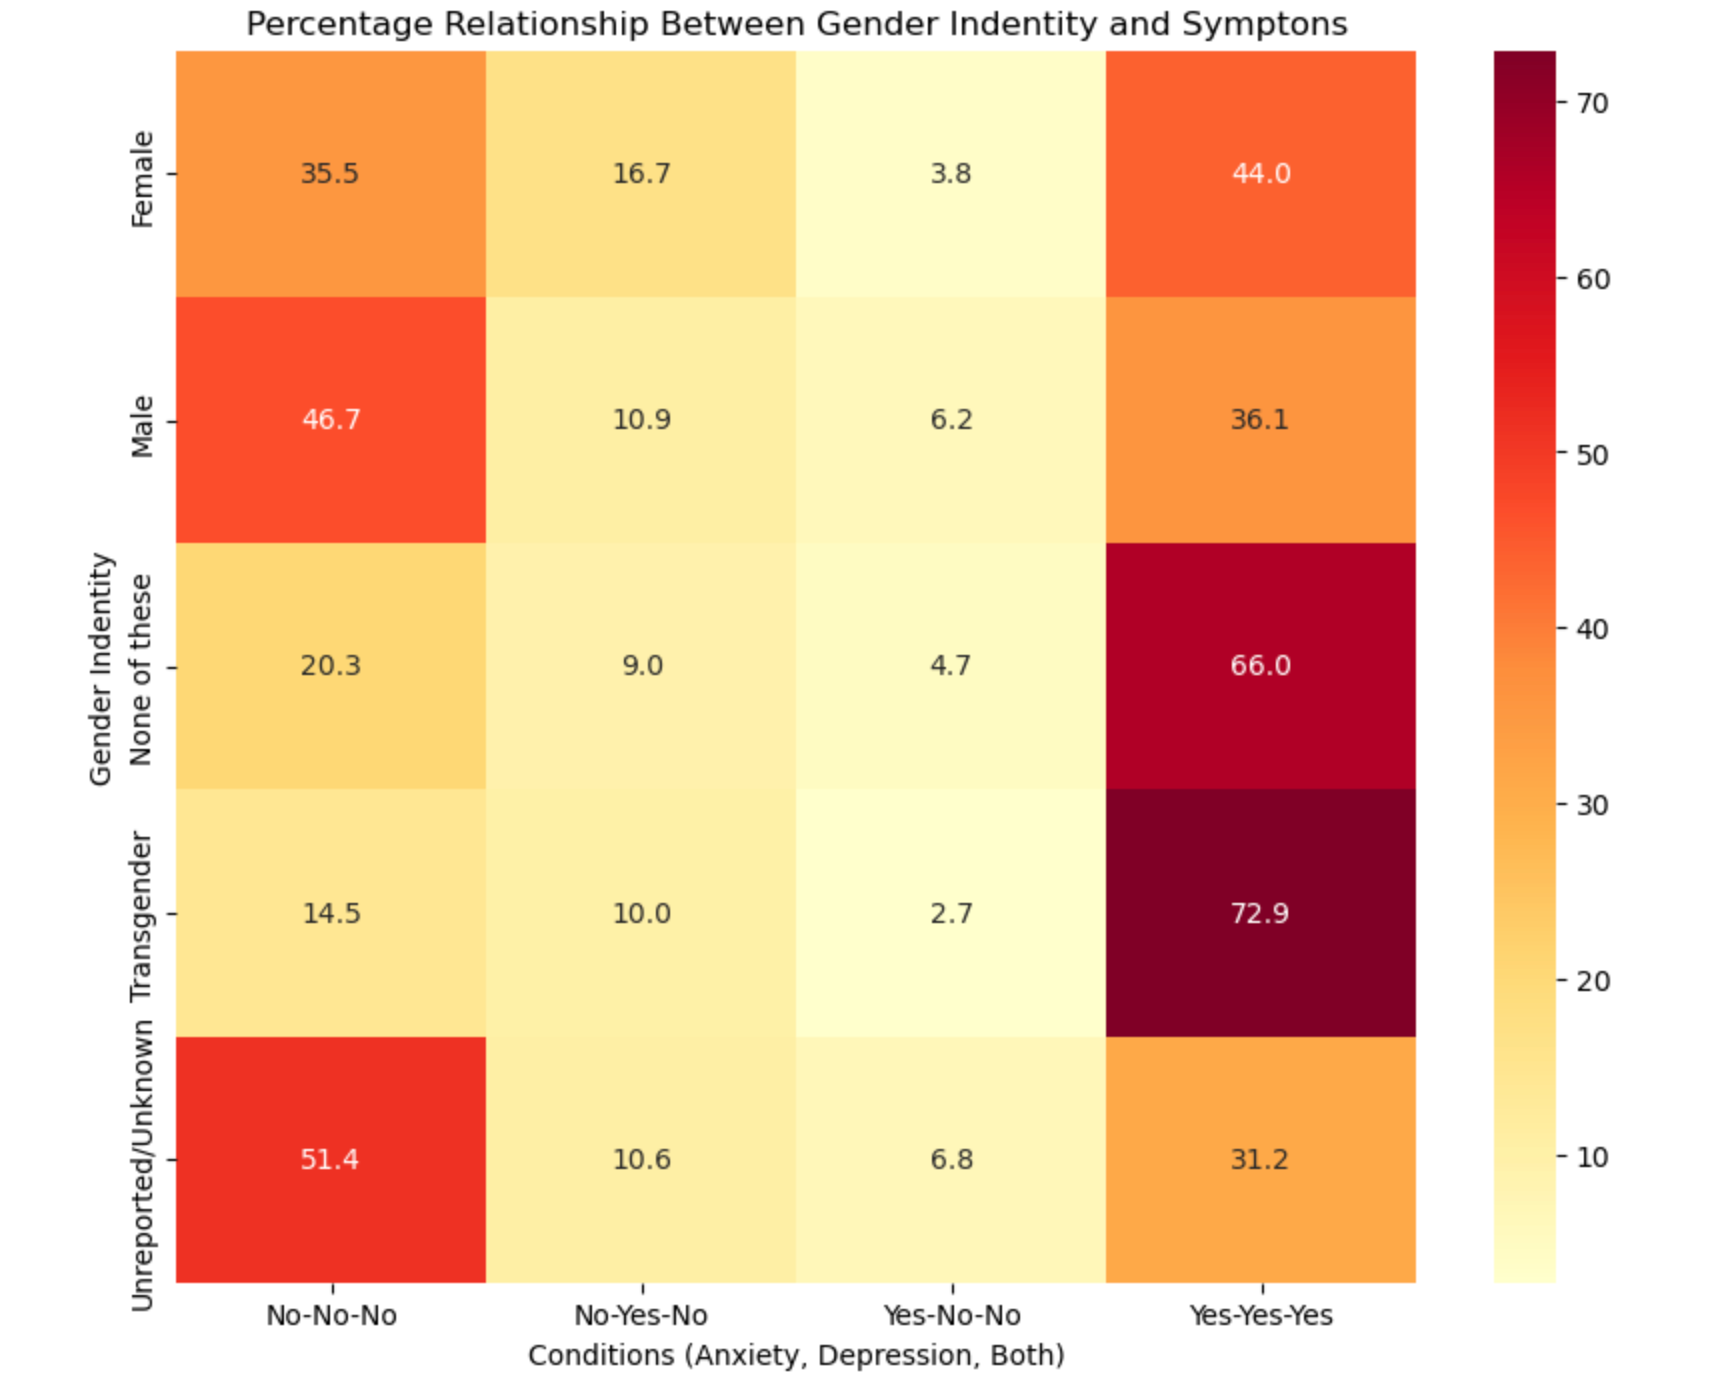 Percentage Relationship Between Gender Indentity and Symptons
Gender Indentity
Female
35.5 16.7 3.8 44.0
Male
46.7 10.9 6.2 36.1
None of these
20.3 9.0 4.7 66.0
Transgender
14.5 10.0 2.7 72.9
Unreported/Unknown
51.4 10.6 6.8 31.2
No-No-No No-Yes-No Yes-No-No Yes-Yes-Yes
Conditions (Anxiety, Depression, Both)
70
60
50
40
30
20
10